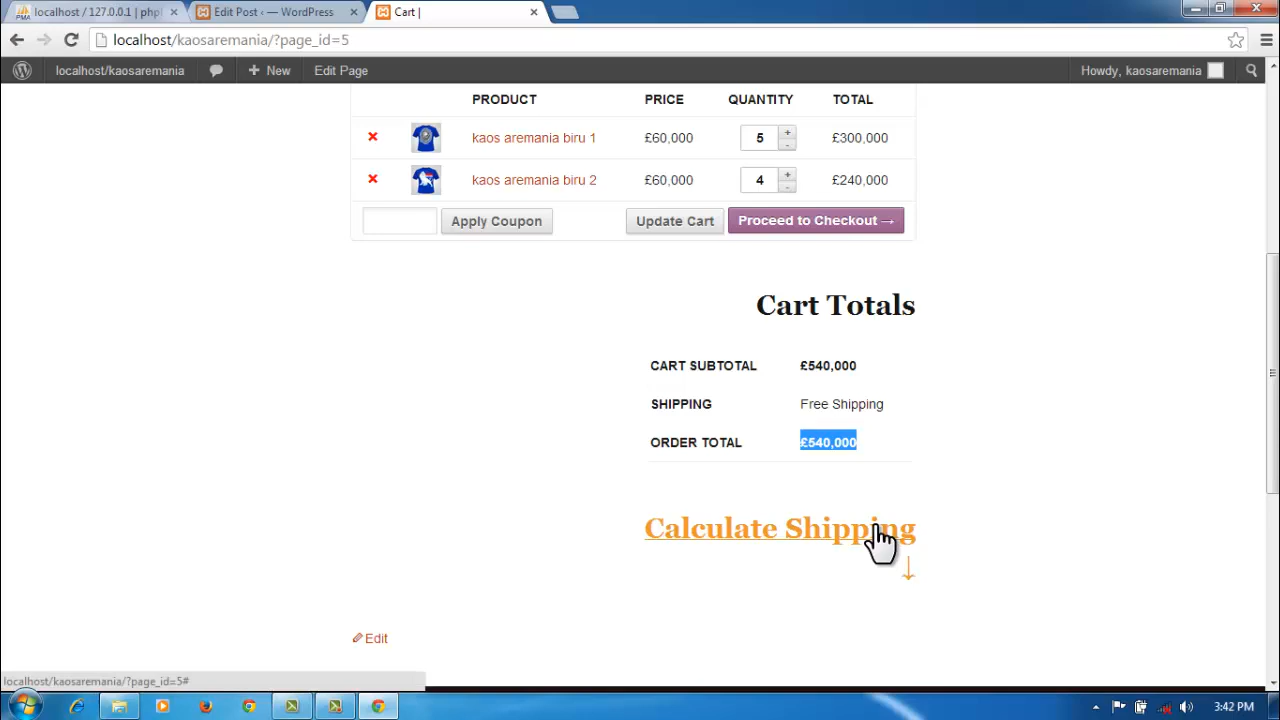 localhost / 127.0.0.1 | phpl
Edit Post ‹ — WordPress
Cart |
localhost/kaosaremania/?page_id=5
localhost/kaosaremania
New
Edit Page
Howdy, kaosaremania
PRODUCT PRICE QUANTITY TOTAL
kaos aremania biru 1 £60,000 5 £300,000
kaos aremania biru 2 £60,000 4 £240,000
Apply Coupon Update Cart Proceed to Checkout →
Cart Totals
CART SUBTOTAL £540,000
SHIPPING Free Shipping
ORDER TOTAL £540,000
Calculate Shipping
↓
Edit
localhost/kaosaremania/?page_id=5#
3:42 PM